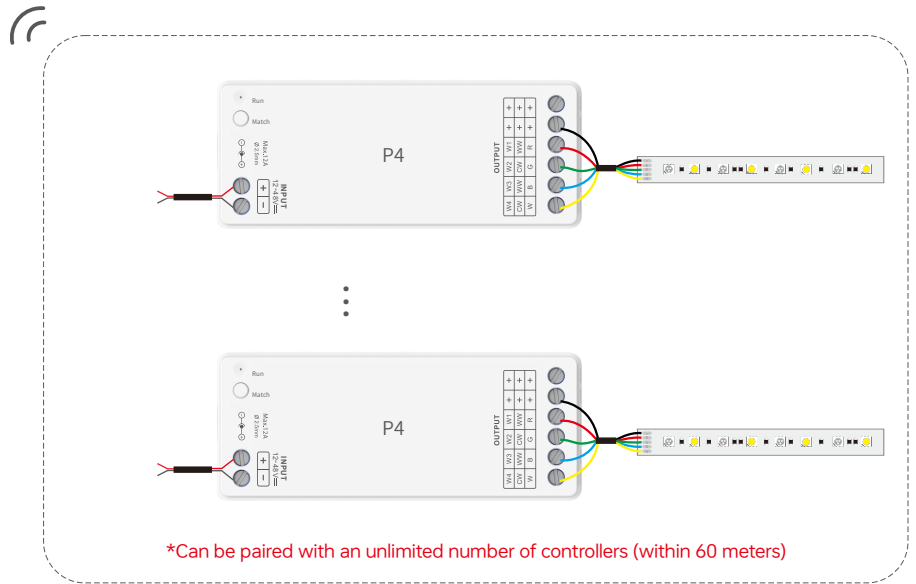 Run
Match
Max.12A
Ø 2.5mm
+ −
INPUT
12~48V
P4
OUTPUT
+ + +
+ + +
W1 WW R
W2 CW G
W3 WW B
W4 CW W
Run
Match
Max.12A
Ø 2.5mm
+ −
INPUT
12~48V
P4
OUTPUT
+ + +
+ + +
W1 WW R
W2 CW G
W3 WW B
W4 CW W
*Can be paired with an unlimited number of controllers (within 60 meters)